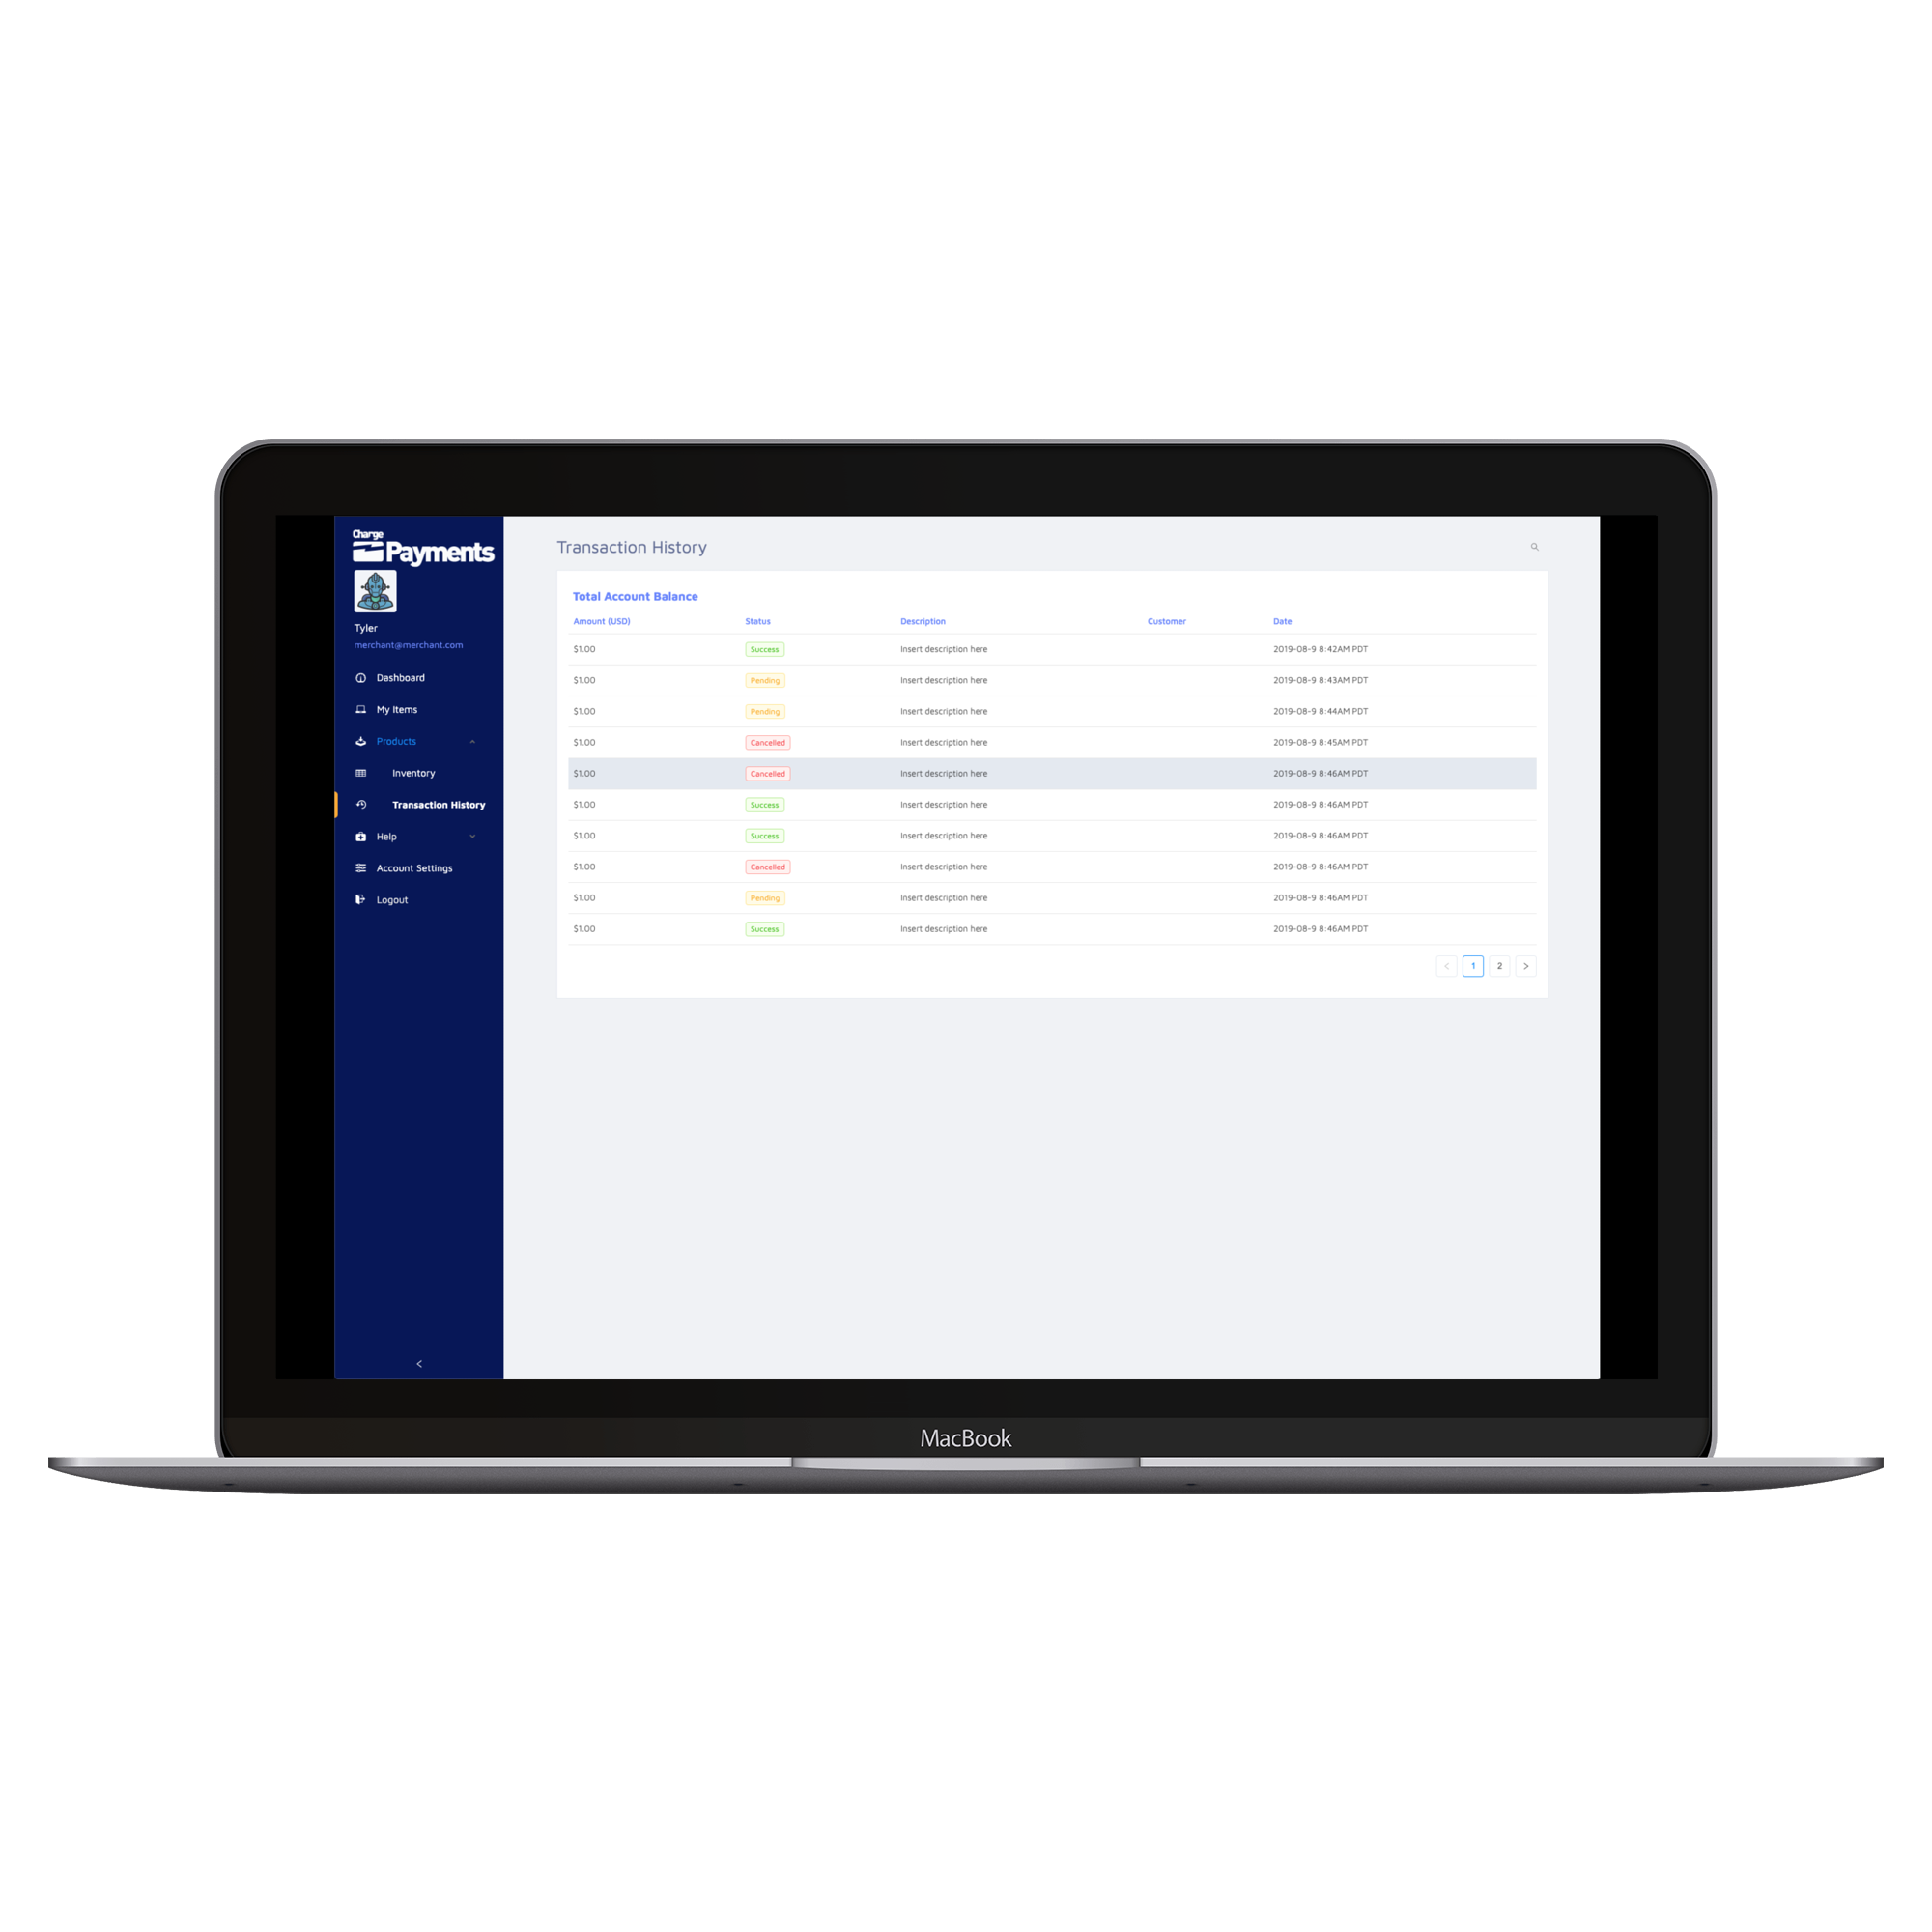 Charge
Payments
Tyler
merchant@merchant.com
Dashboard
My Items
Products
Inventory
Transaction History
Help
Account Settings
Logout
Transaction History
Total Account Balance
Amount (USD) Status Description Customer Date
$1.00 Success Insert description here 2019-08-9 8:42AM PDT
$1.00 Pending Insert description here 2019-08-9 8:43AM PDT
$1.00 Pending Insert description here 2019-08-9 8:44AM PDT
$1.00 Cancelled Insert description here 2019-08-9 8:45AM PDT
$1.00 Cancelled Insert description here 2019-08-9 8:46AM PDT
$1.00 Success Insert description here 2019-08-9 8:46AM PDT
$1.00 Success Insert description here 2019-08-9 8:46AM PDT
$1.00 Cancelled Insert description here 2019-08-9 8:46AM PDT
$1.00 Pending Insert description here 2019-08-9 8:46AM PDT
$1.00 Success Insert description here 2019-08-9 8:46AM PDT
< 1 2 >
<
MacBook